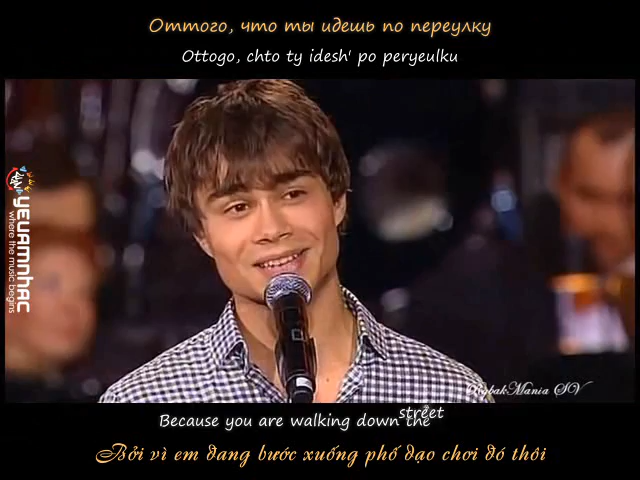 Оттого, что ты идешь по переулку
Ottogo, chto ty idesh' po peryeulku
YEUAMNHAC
where the music begins
RybakMania SV
Because you are walking down the street
Bởi vì em đang bước xuống phố dạo chơi đó thôi